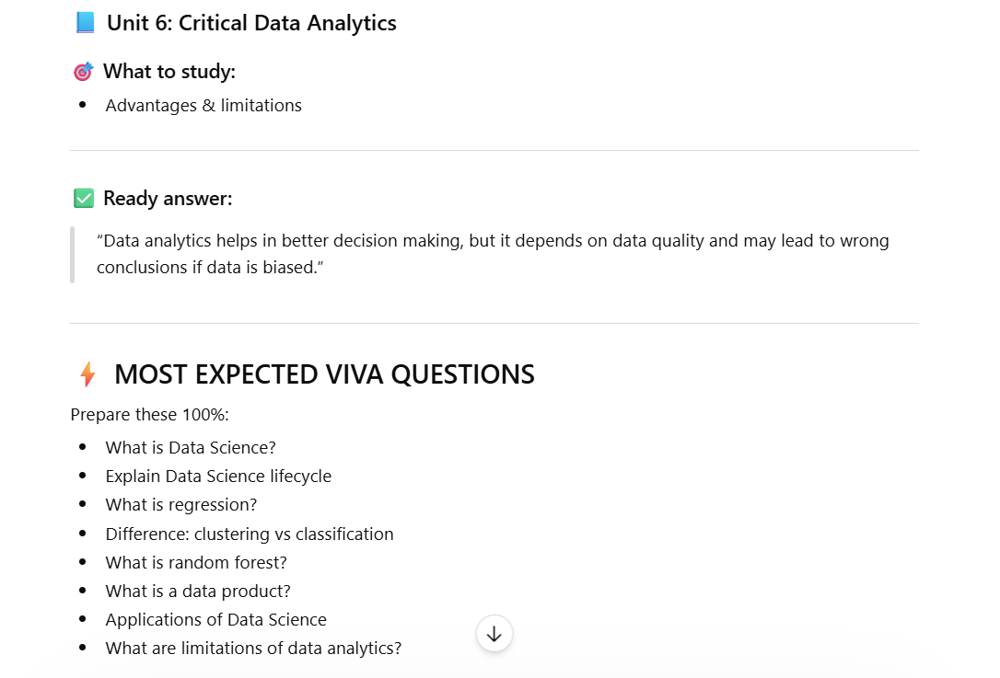 📘 Unit 6: Critical Data Analytics
🎯 What to study:
• Advantages & limitations
✅ Ready answer:
“Data analytics helps in better decision making, but it depends on data quality and may lead to wrong
conclusions if data is biased.”
⚡ MOST EXPECTED VIVA QUESTIONS
Prepare these 100%:
• What is Data Science?
• Explain Data Science lifecycle
• What is regression?
• Difference: clustering vs classification
• What is random forest?
• What is a data product?
• Applications of Data Science
• What are limitations of data analytics?